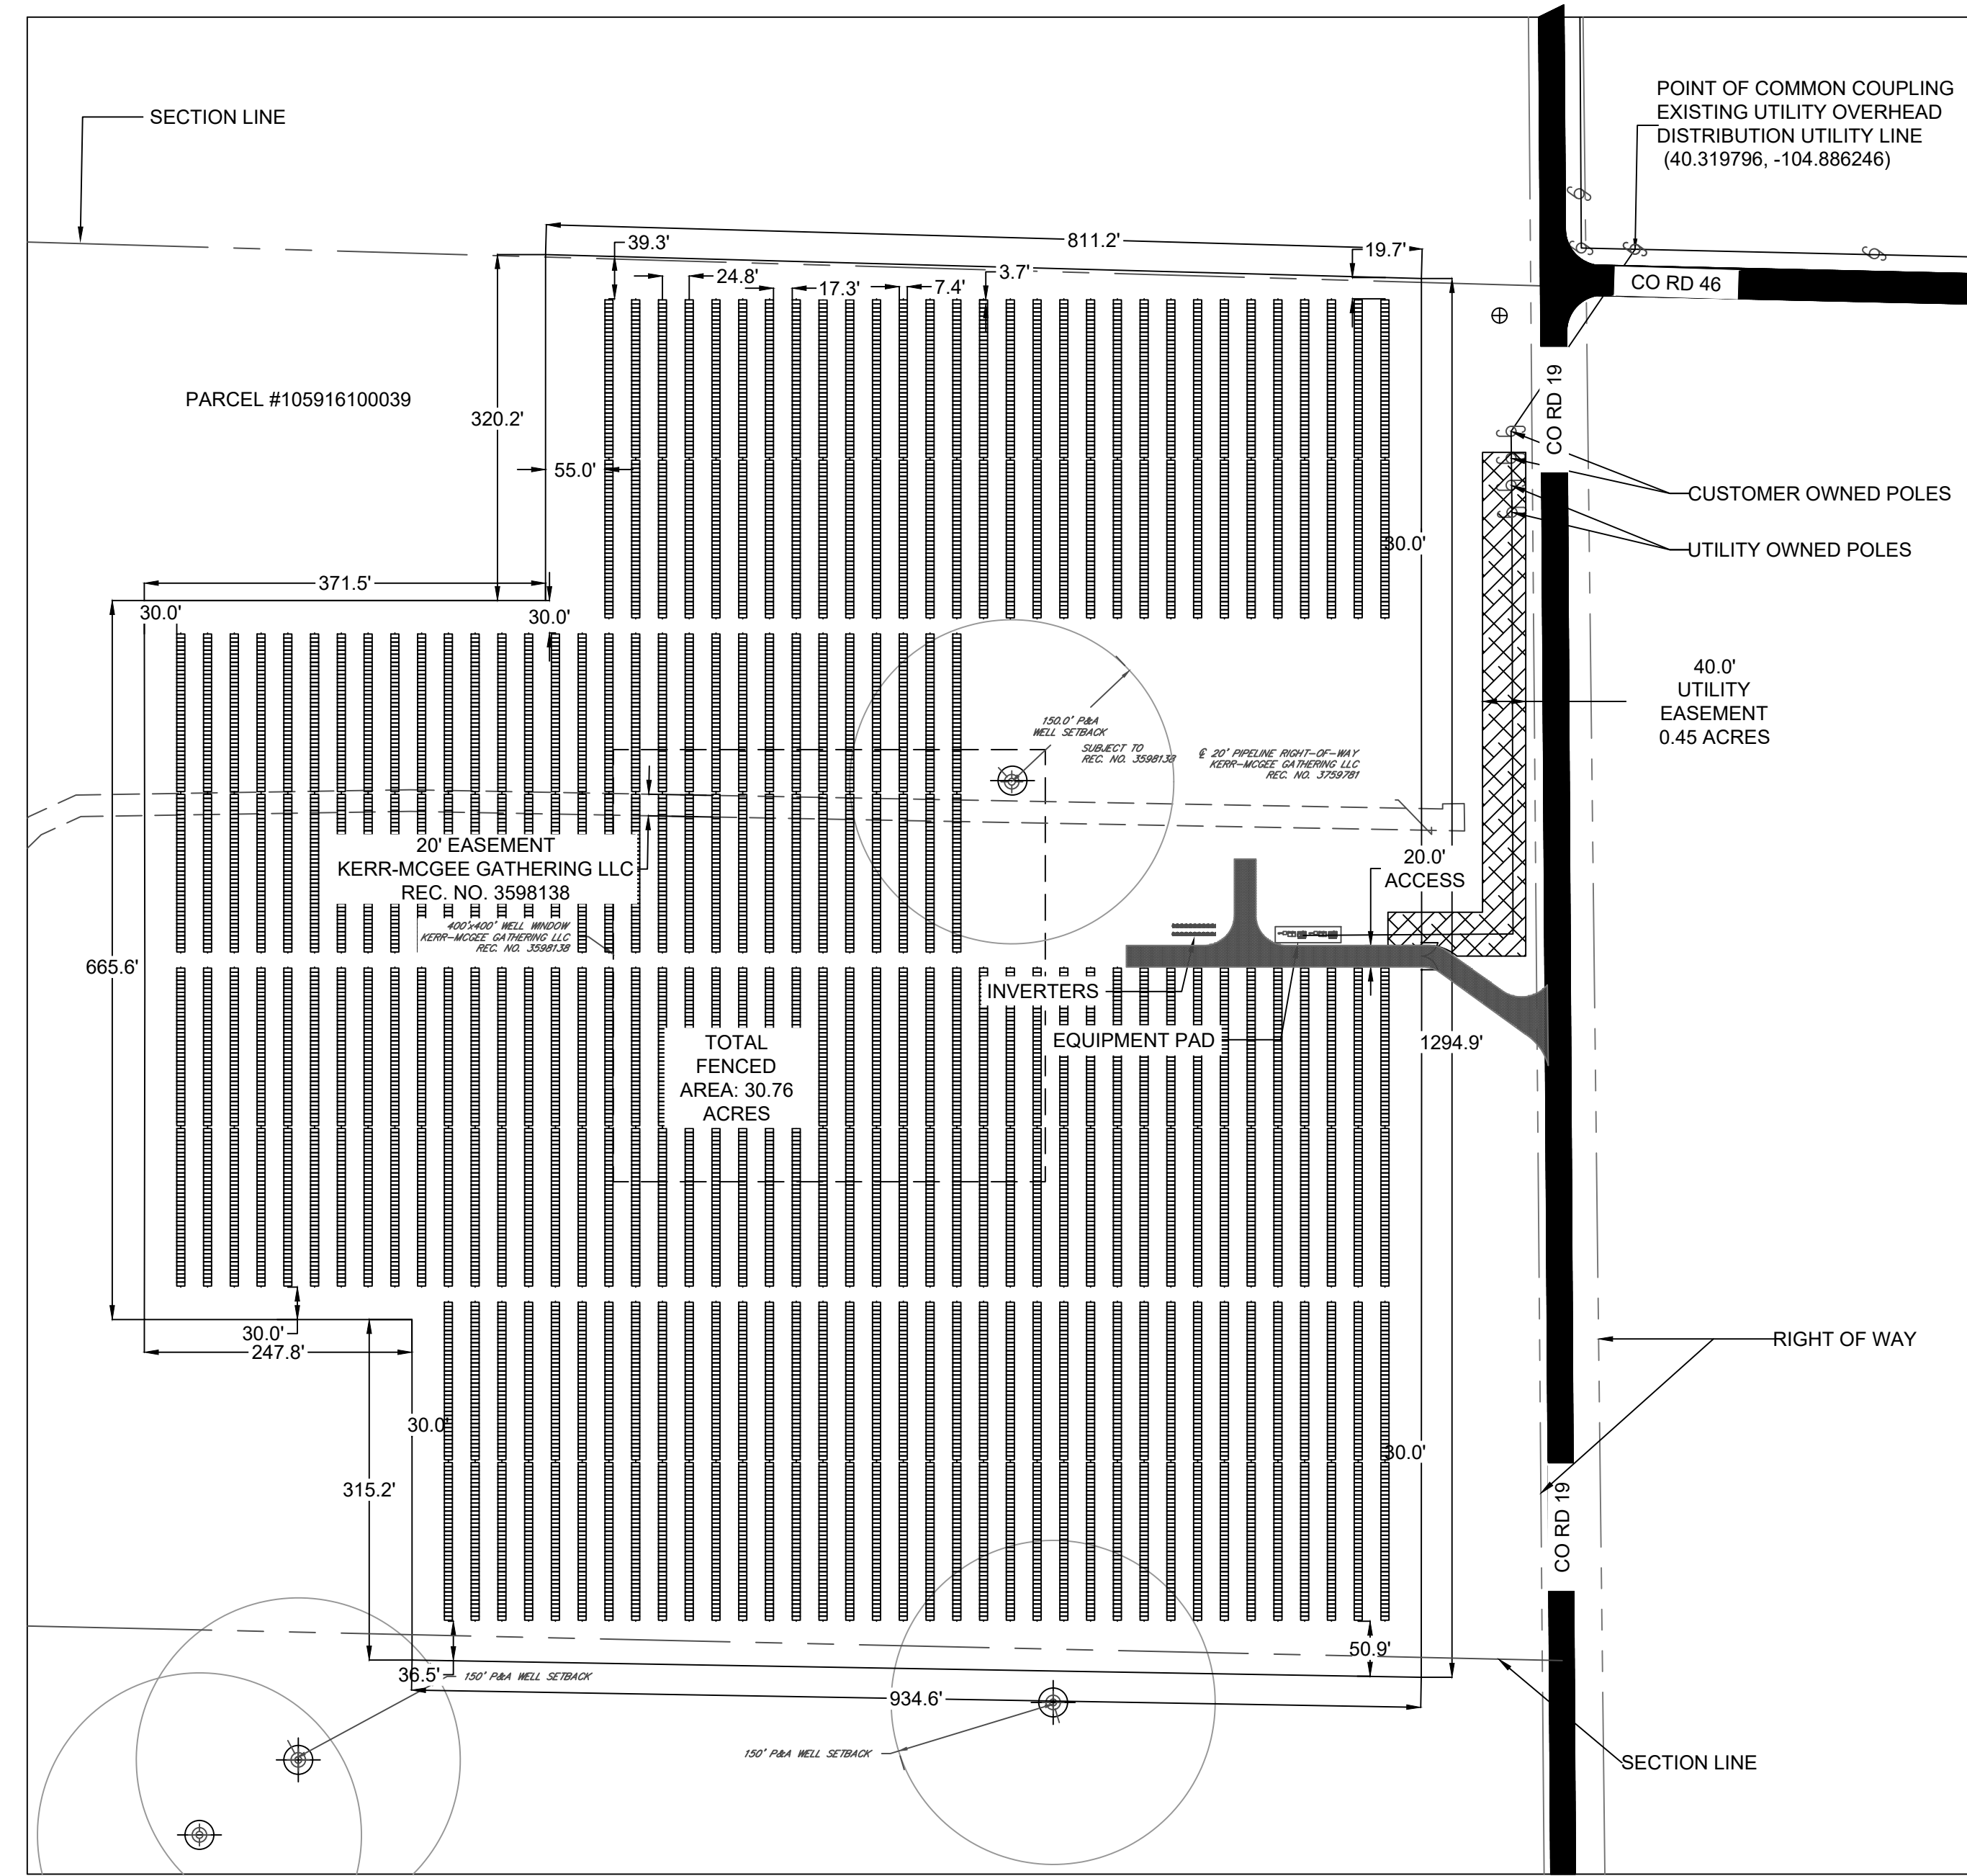 POINT OF COMMON COUPLING
EXISTING UTILITY OVERHEAD
DISTRIBUTION UTILITY LINE
(40.319796, -104.886246)
SECTION LINE
39.3'
811.2'
19.7'
24.8'
17.3'
7.4'
3.7'
CO RD 46
CO RD 19
PARCEL #105916100039
320.2'
55.0'
CUSTOMER OWNED POLES
30.0'
UTILITY OWNED POLES
371.5'
30.0'
30.0'
40.0'
UTILITY
EASEMENT
0.45 ACRES
150.0' P&A
WELL SETBACK
SUBJECT TO
REC. NO. 3598138
℄ 20' PIPELINE RIGHT-OF-WAY
KERR-MCGEE GATHERING LLC
REC. NO. 3759781
20' EASEMENT
KERR-MCGEE GATHERING LLC
REC. NO. 3598138
20.0'
ACCESS
400'x400' WELL WINDOW
KERR-MCGEE GATHERING LLC
REC. NO. 3598138
665.6'
INVERTERS
EQUIPMENT PAD
1294.9'
TOTAL
FENCED
AREA: 30.76
ACRES
30.0'
247.8'
RIGHT OF WAY
30.0'
30.0'
315.2'
CO RD 19
36.5'
150' P&A WELL SETBACK
50.9'
934.6'
150' P&A WELL SETBACK
SECTION LINE